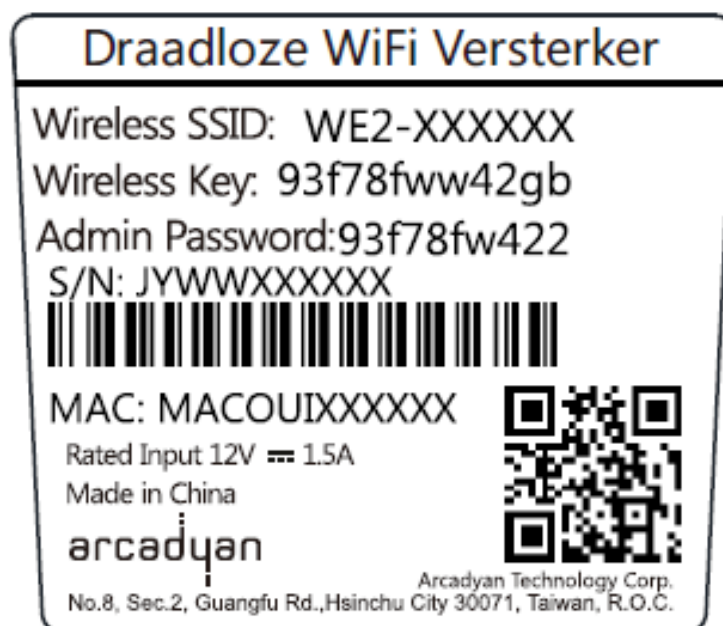 Draadloze WiFi Versterker
Wireless SSID: WE2-XXXXXX
Wireless Key: 93f78fww42gb
Admin Password:93f78fw422
S/N: JYWWXXXXXX
MAC: MACOUIXXXXXX
Rated Input 12V ⎓ 1.5A
Made in China
arcadyan
Arcadyan Technology Corp.
No.8, Sec.2, Guangfu Rd.,Hsinchu City 30071, Taiwan, R.O.C.